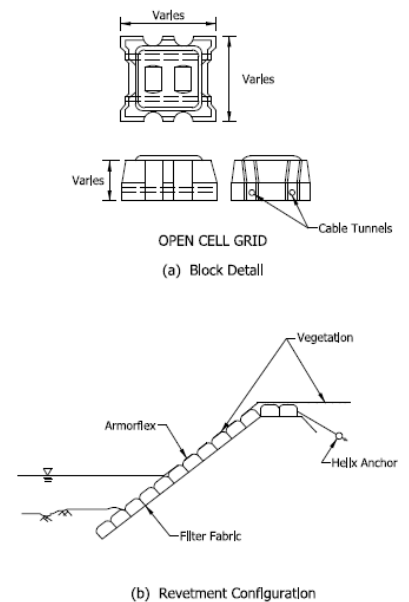 Varies
Varies
Varies
Cable Tunnels
OPEN CELL GRID
(a) Block Detail
Vegetation
Armorflex
Helix Anchor
Filter Fabric
(b) Revetment Configuration